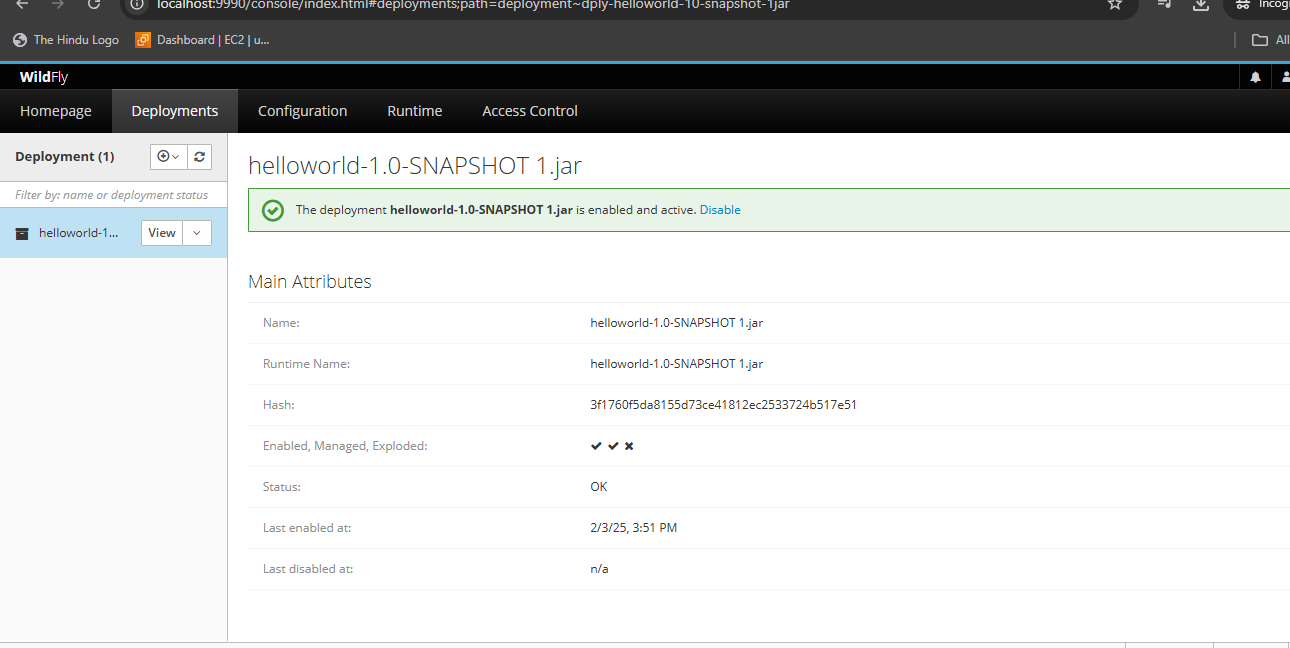 localhost:9990/console/index.html#deployments;path=deployment~dply-helloworld-10-snapshot-1jar
The Hindu Logo Dashboard | EC2 | u...
WildFly
Homepage Deployments Configuration Runtime Access Control
Deployment (1)
Filter by: name or deployment status
helloworld-1... View
helloworld-1.0-SNAPSHOT 1.jar
The deployment helloworld-1.0-SNAPSHOT 1.jar is enabled and active. Disable
Main Attributes
Name: helloworld-1.0-SNAPSHOT 1.jar
Runtime Name: helloworld-1.0-SNAPSHOT 1.jar
Hash: 3f1760f5da8155d73ce41812ec2533724b517e51
Enabled, Managed, Exploded:
Status: OK
Last enabled at: 2/3/25, 3:51 PM
Last disabled at: n/a